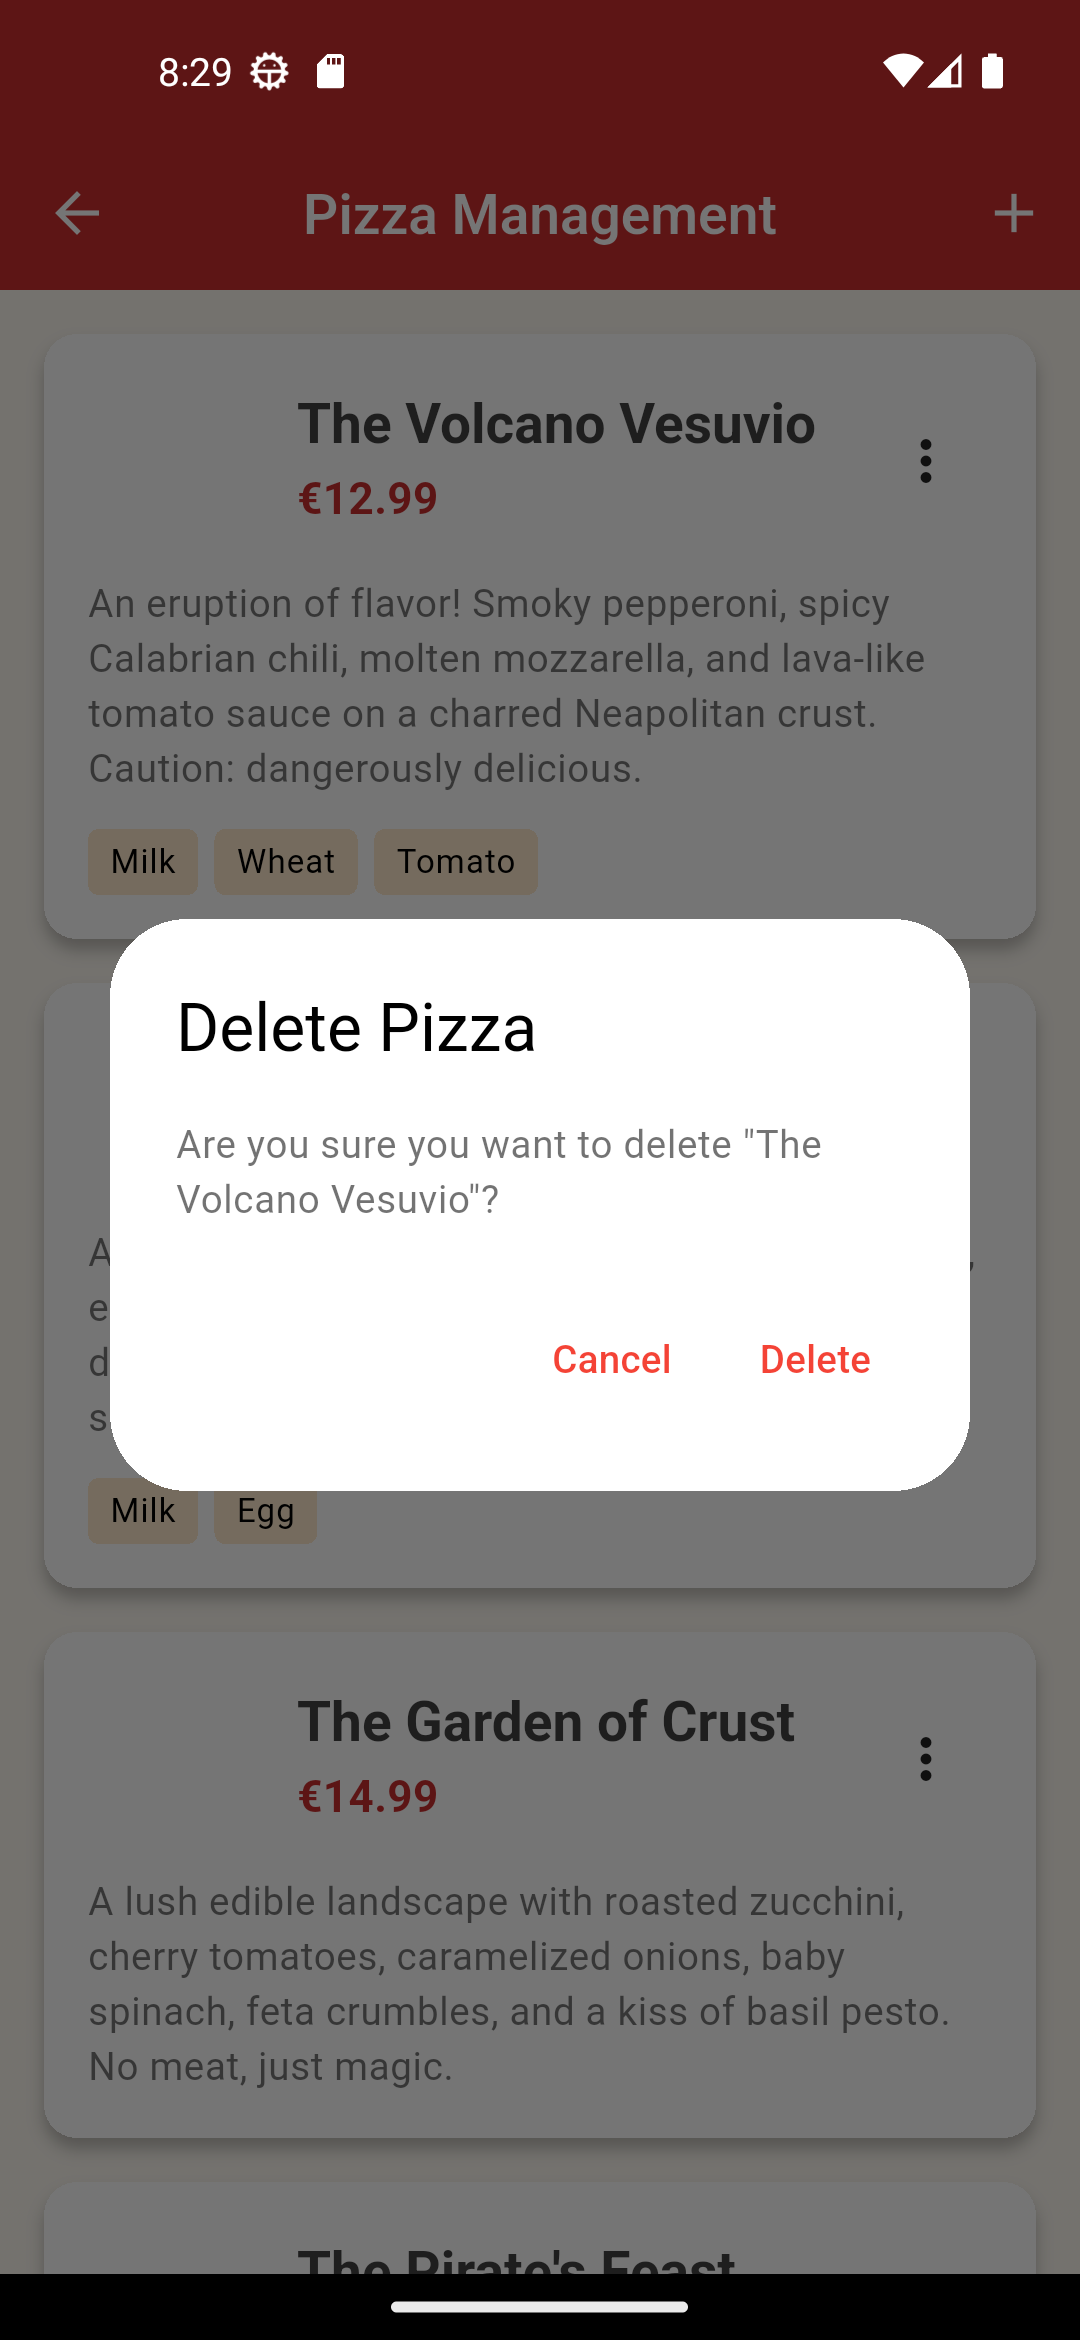 8:29
Pizza Management
The Volcano Vesuvio
€12.99
An eruption of flavor! Smoky pepperoni, spicy
Calabrian chili, molten mozzarella, and lava-like
tomato sauce on a charred Neapolitan crust.
Caution: dangerously delicious.
Milk Wheat Tomato
Delete Pizza
Are you sure you want to delete "The
Volcano Vesuvio"?
Cancel Delete
Milk Egg
The Garden of Crust
€14.99
A lush edible landscape with roasted zucchini,
cherry tomatoes, caramelized onions, baby
spinach, feta crumbles, and a kiss of basil pesto.
No meat, just magic.
The Pirate's Feast